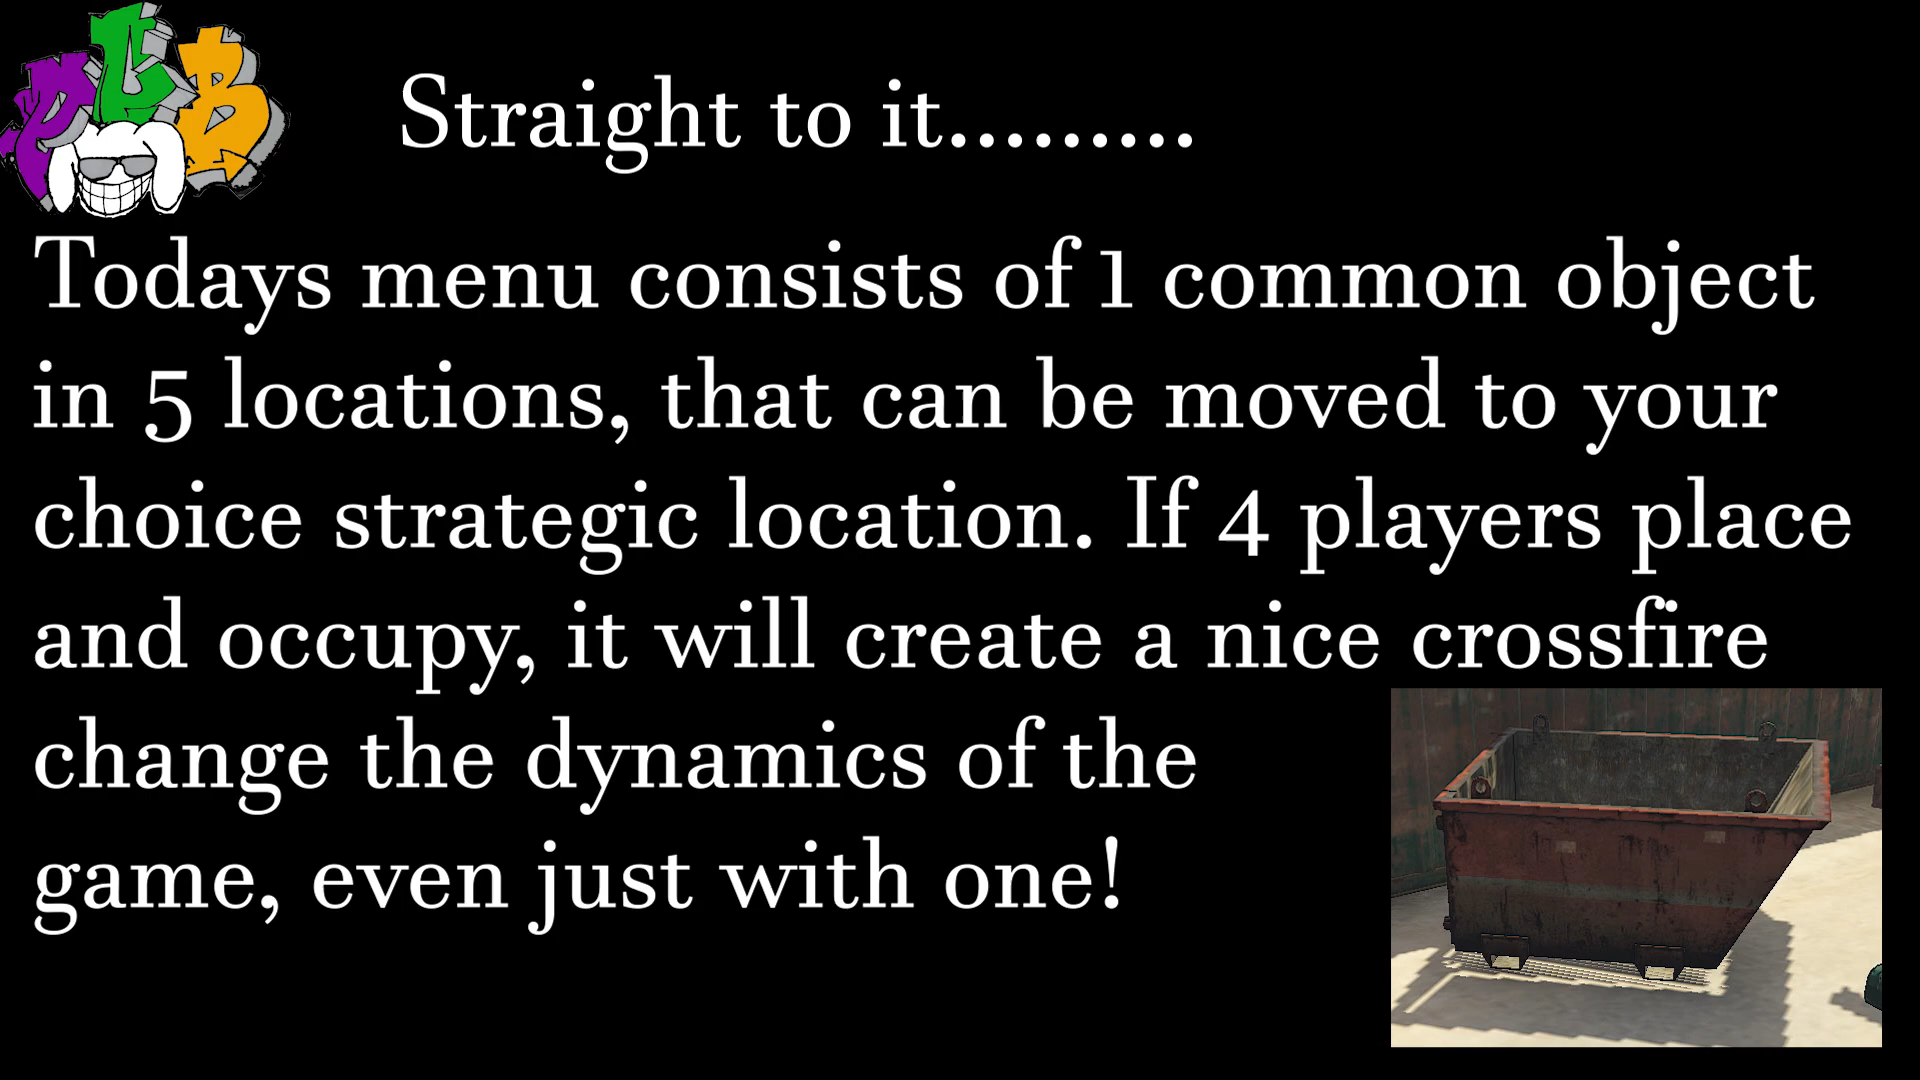 PLB
Straight to it.........
Todays menu consists of 1 common object
in 5 locations, that can be moved to your
choice strategic location. If 4 players place
and occupy, it will create a nice crossfire
change the dynamics of the
game, even just with one!